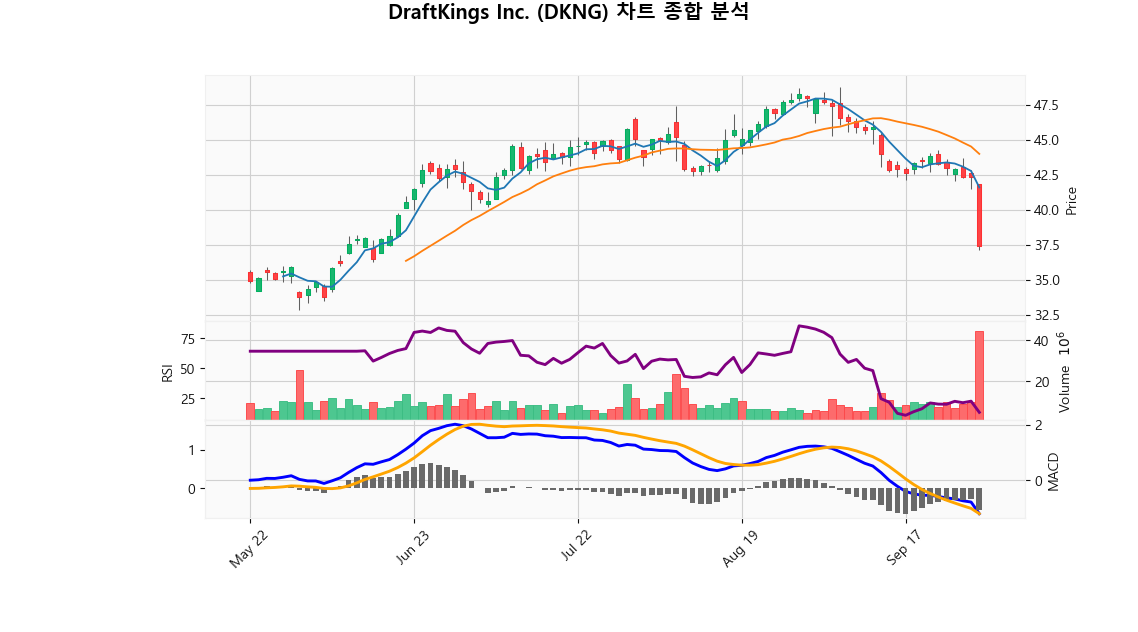 DraftKings Inc. (DKNG) 차트 종합 분석
47.5
45.0
42.5
40.0
37.5
35.0
32.5
Price
75
50
25
RSI
40
20
Volume 10⁶
1
0
2
0
MACD
May 22
Jun 23
Jul 22
Aug 19
Sep 17